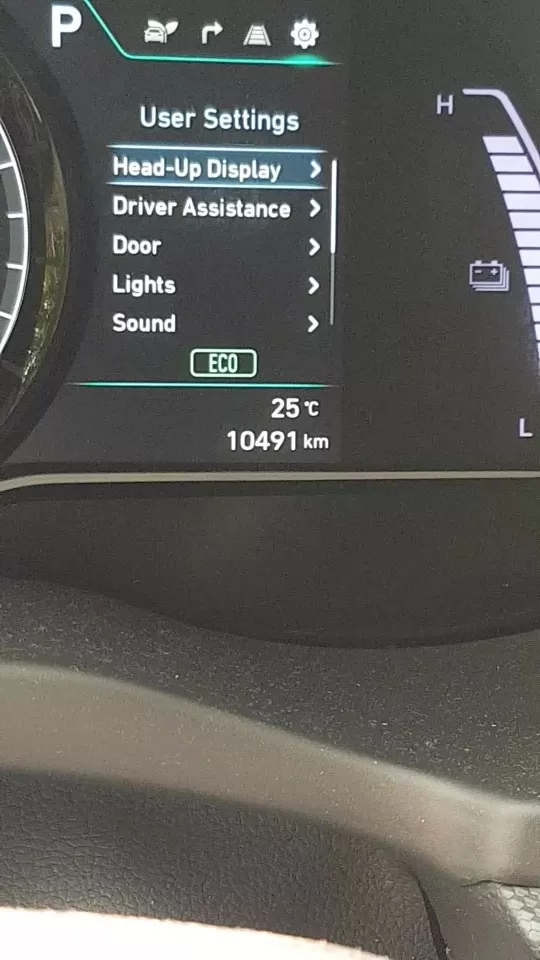 P
H
User Settings
Head-Up Display
Driver Assistance
Door
Lights
Sound
ECO
25°C
L
10491 km